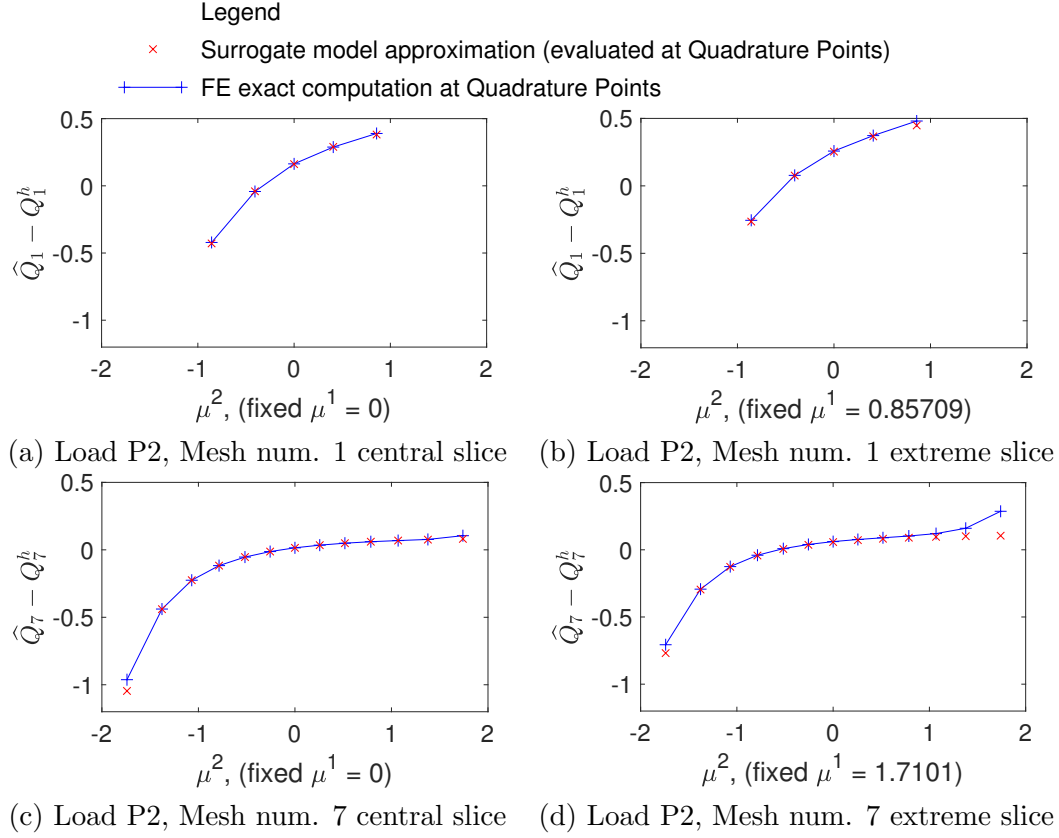 Legend
Surrogate model approximation (evaluated at Quadrature Points)
FE exact computation at Quadrature Points
0.5
0
-0.5
-1
-2 -1 0 1 2
Q̂₁ − Q₁ʰ
μ², (fixed μ¹ = 0)
(a) Load P2, Mesh num. 1 central slice
0.5
0
-0.5
-1
-2 -1 0 1 2
Q̂₁ − Q₁ʰ
μ², (fixed μ¹ = 0.85709)
(b) Load P2, Mesh num. 1 extreme slice
0.5
0
-0.5
-1
-2 -1 0 1 2
Q̂₇ − Q₇ʰ
μ², (fixed μ¹ = 0)
(c) Load P2, Mesh num. 7 central slice
0.5
0
-0.5
-1
-2 -1 0 1 2
Q̂₇ − Q₇ʰ
μ², (fixed μ¹ = 1.7101)
(d) Load P2, Mesh num. 7 extreme slice